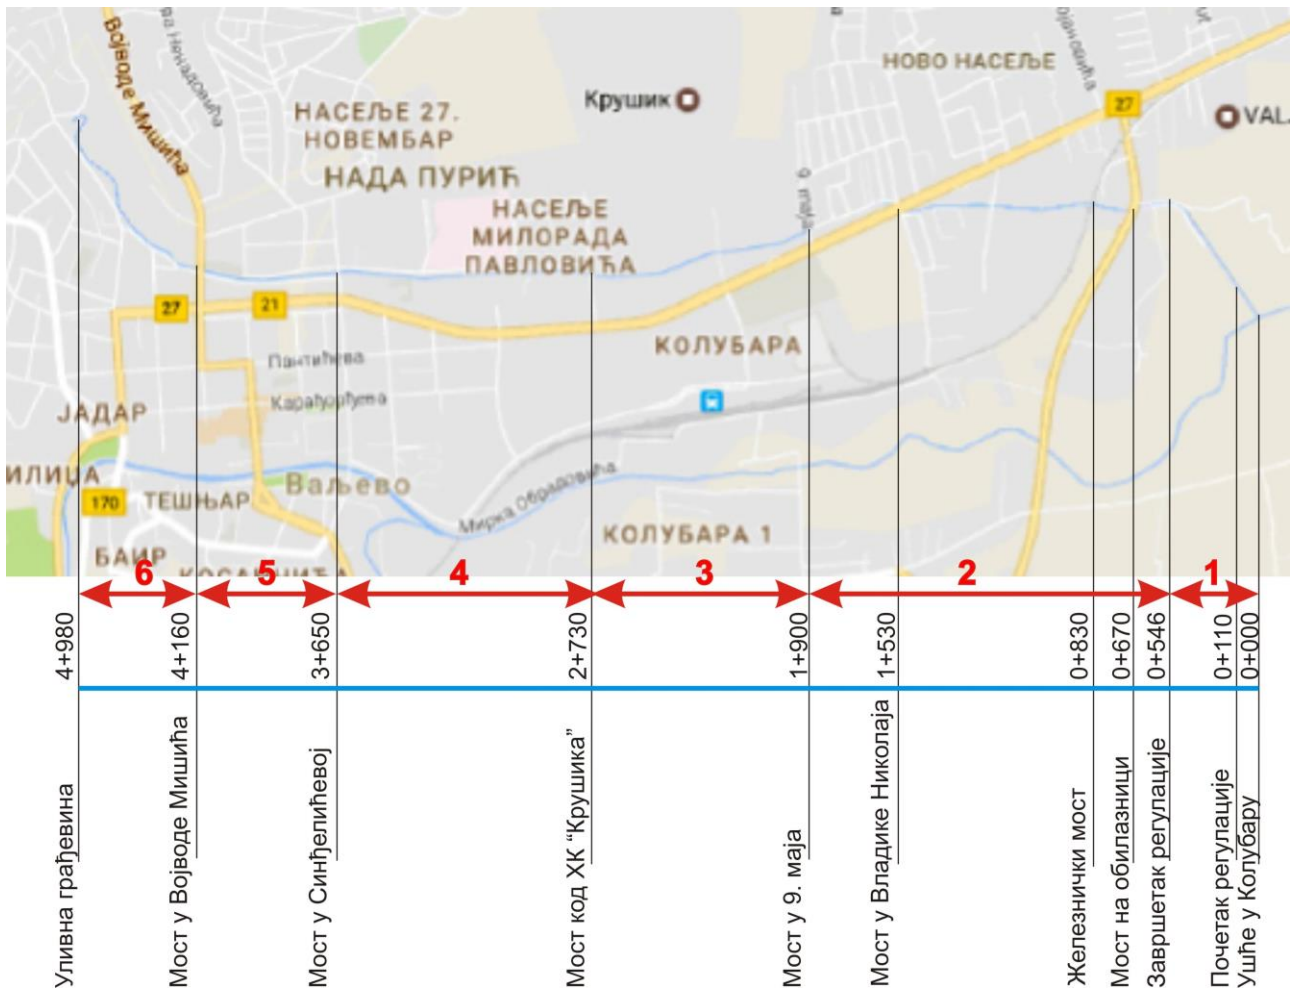 Војводе Мишића
а Ненадовића
НАСЕЉЕ 27.
НОВЕМБАР
НАДА ПУРИЋ
НАСЕЉЕ
МИЛОРАДА
ПАВЛОВИЋА
Крушик
НОВО НАСЕЉЕ
27
VAL
9. маја
27
21
Пантићева
Карађорђева
КОЛУБАРА
ЈАДАР
ИЛИЏА
170
ТЕШЊАР
Ваљево
Мирка Обрадовића
КОЛУБАРА 1
БАИР
6
5
4
3
2
1
4+980
4+160
3+650
2+730
1+900
1+530
0+830
0+670
0+546
0+110
0+000
Уливна грађевина
Мост у Војводе Мишића
Мост у Синђелићевој
Мост код ХК “Крушика”
Мост у 9. маја
Мост у Владике Николаја
Железнички мост
Мост на обилазници
Завршетак регулације
Почетак регулације
Ушће у Колубару